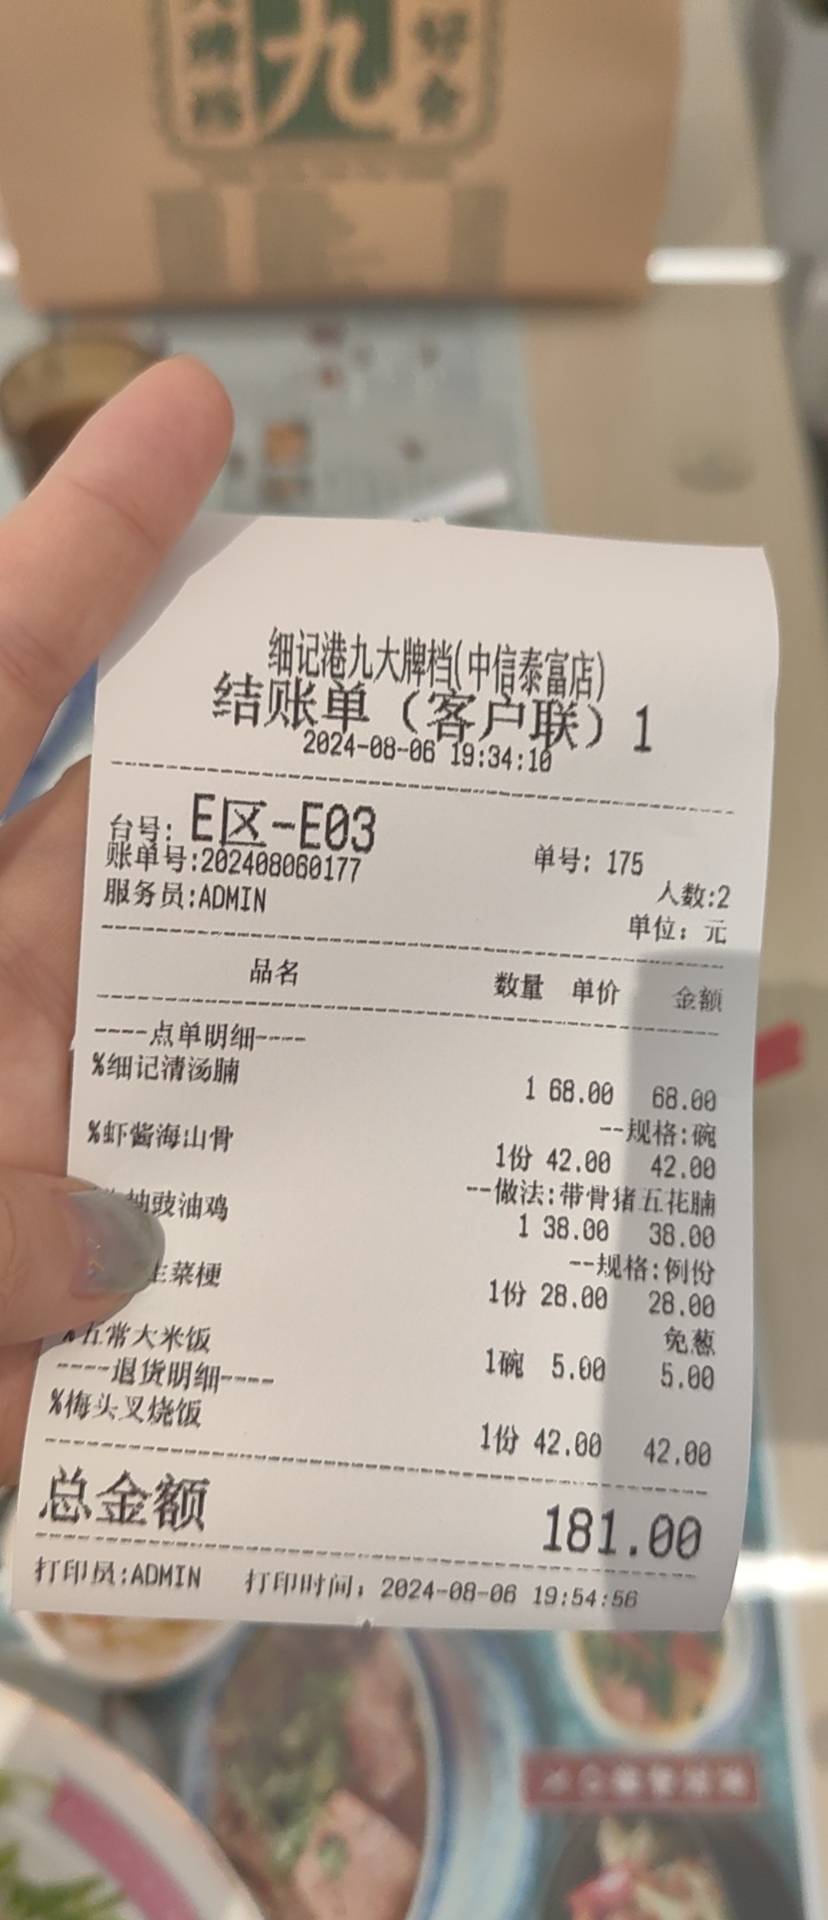 九
细记港九大牌档(中信泰富店)
结账单（客户联）1
2024-08-06 19:34:10
台号: E区-E03
单号: 175
账单号:202408060177
人数:2
服务员:ADMIN
单位: 元
品名 数量 单价 金额
----点单明细----
%细记清汤腩
1 68.00 68.00
--规格:碗
%虾酱海山骨
1份 42.00 42.00
--做法:带骨猪五花腩
抽豉油鸡
1 38.00 38.00
--规格:例份
生菜梗
1份 28.00 28.00
免葱
%五常大米饭
1碗 5.00 5.00
----退货明细----
%梅头叉烧饭
1份 42.00 42.00
总金额 181.00
打印员:ADMIN 打印时间: 2024-08-06 19:54:56